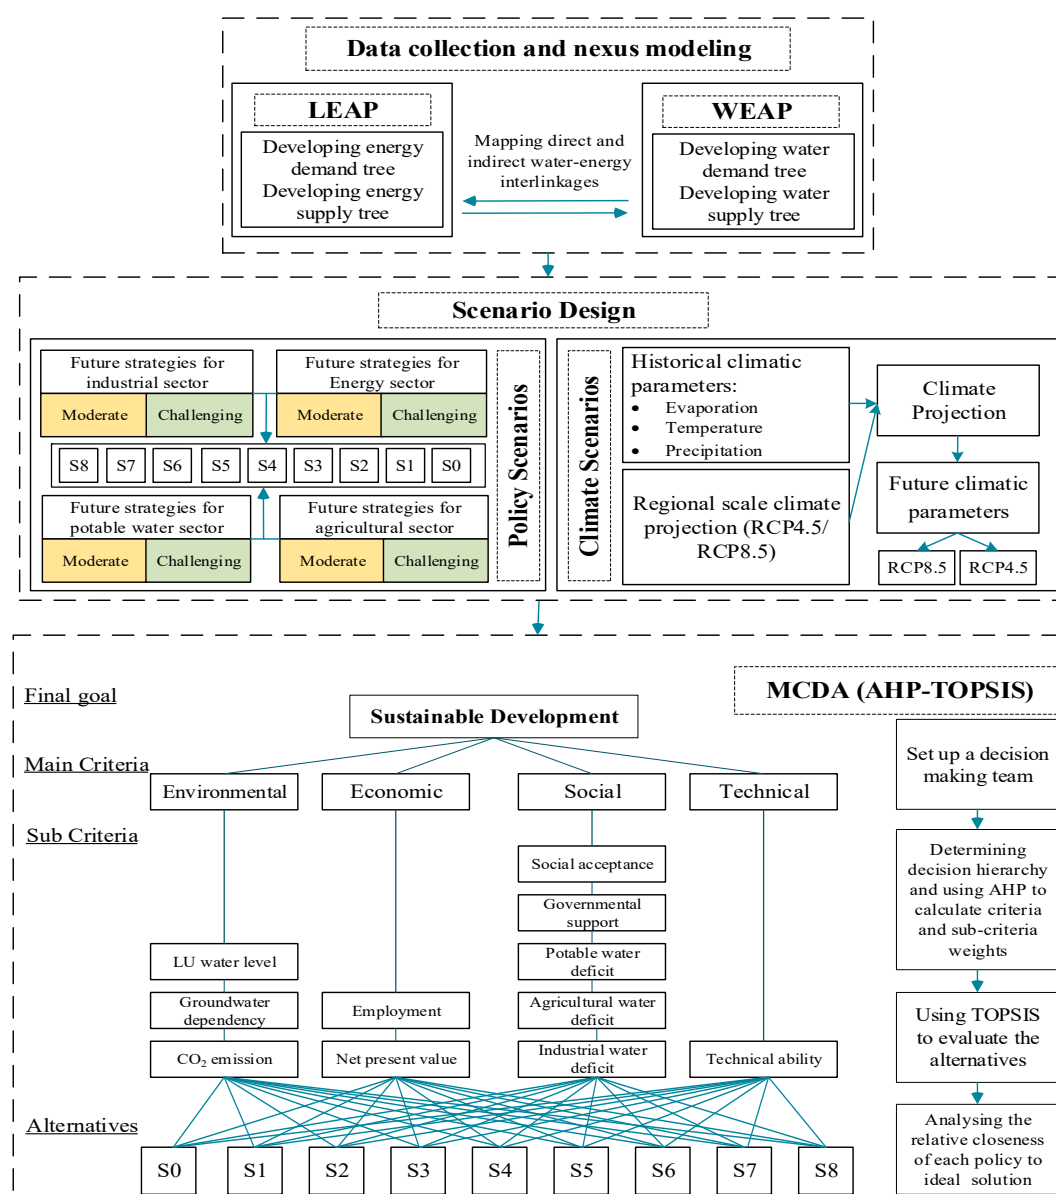 Data collection and nexus modeling
LEAP
Developing energy
demand tree
Developing energy
supply tree
Mapping direct and
indirect water-energy
interlinkages
WEAP
Developing water
demand tree
Developing water
supply tree
Scenario Design
Future strategies for
industrial sector
Moderate
Challenging
Future strategies for
Energy sector
Moderate
Challenging
S8
S7
S6
S5
S4
S3
S2
S1
S0
Future strategies for
potable water sector
Moderate
Challenging
Future strategies for
agricultural sector
Moderate
Challenging
Policy Scenarios
Climate Scenarios
Historical climatic
parameters:
• Evaporation
• Temperature
• Precipitation
Regional scale climate
projection (RCP4.5/
RCP8.5)
Climate
Projection
Future climatic
parameters
RCP8.5
RCP4.5
MCDA (AHP-TOPSIS)
Final goal
Sustainable Development
Main Criteria
Environmental
Economic
Social
Technical
Sub Criteria
Social acceptance
Governmental
support
LU water level
Potable water
deficit
Groundwater
dependency
Employment
Agricultural water
deficit
CO₂ emission
Net present value
Industrial water
deficit
Technical ability
Alternatives
S0
S1
S2
S3
S4
S5
S6
S7
S8
Set up a decision
making team
Determining
decision hierarchy
and using AHP to
calculate criteria
and sub-criteria
weights
Using TOPSIS
to evaluate the
alternatives
Analysing the
relative closeness
of each policy to
ideal solution